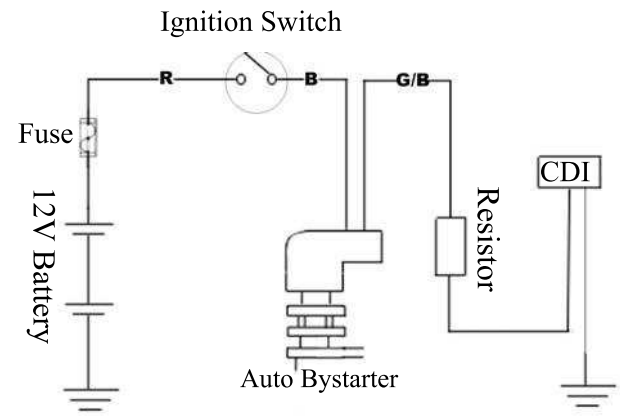 Ignition Switch
R
B
G/B
Fuse
CDI
12V Battery
Resistor
Auto Bystarter